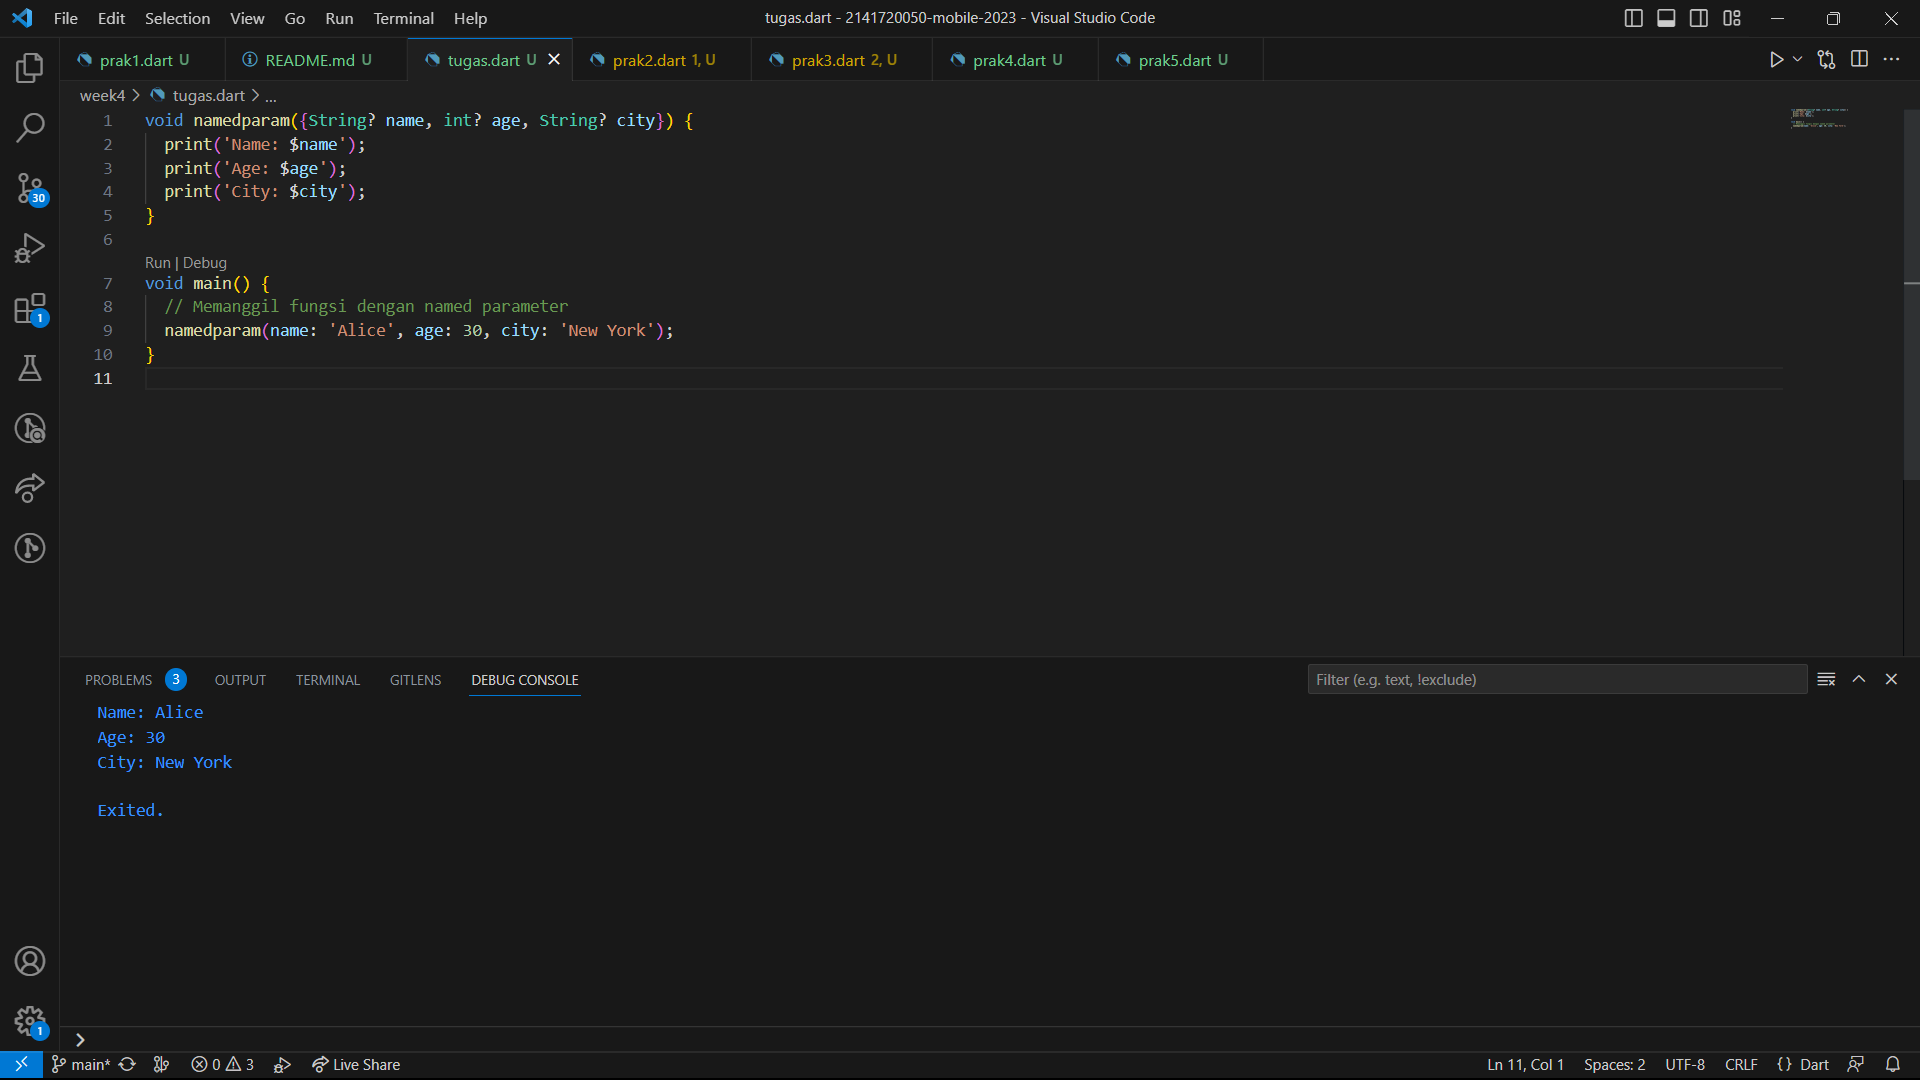 File Edit Selection View Go Run Terminal Help
tugas.dart - 2141720050-mobile-2023 - Visual Studio Code
prak1.dart U README.md U tugas.dart U prak2.dart 1, U prak3.dart 2, U prak4.dart U prak5.dart U
week4 > tugas.dart > ...
1 void namedparam({String? name, int? age, String? city}) {
2 print('Name: $name');
3 print('Age: $age');
4 print('City: $city');
5 }
6
Run | Debug
7 void main() {
8 // Memanggil fungsi dengan named parameter
9 namedparam(name: 'Alice', age: 30, city: 'New York');
10 }
11
30
1
PROBLEMS 3 OUTPUT TERMINAL GITLENS DEBUG CONSOLE
Filter (e.g. text, !exclude)
Name: Alice
Age: 30
City: New York
Exited.
1
main* 0 3 Live Share
Ln 11, Col 1 Spaces: 2 UTF-8 CRLF {} Dart